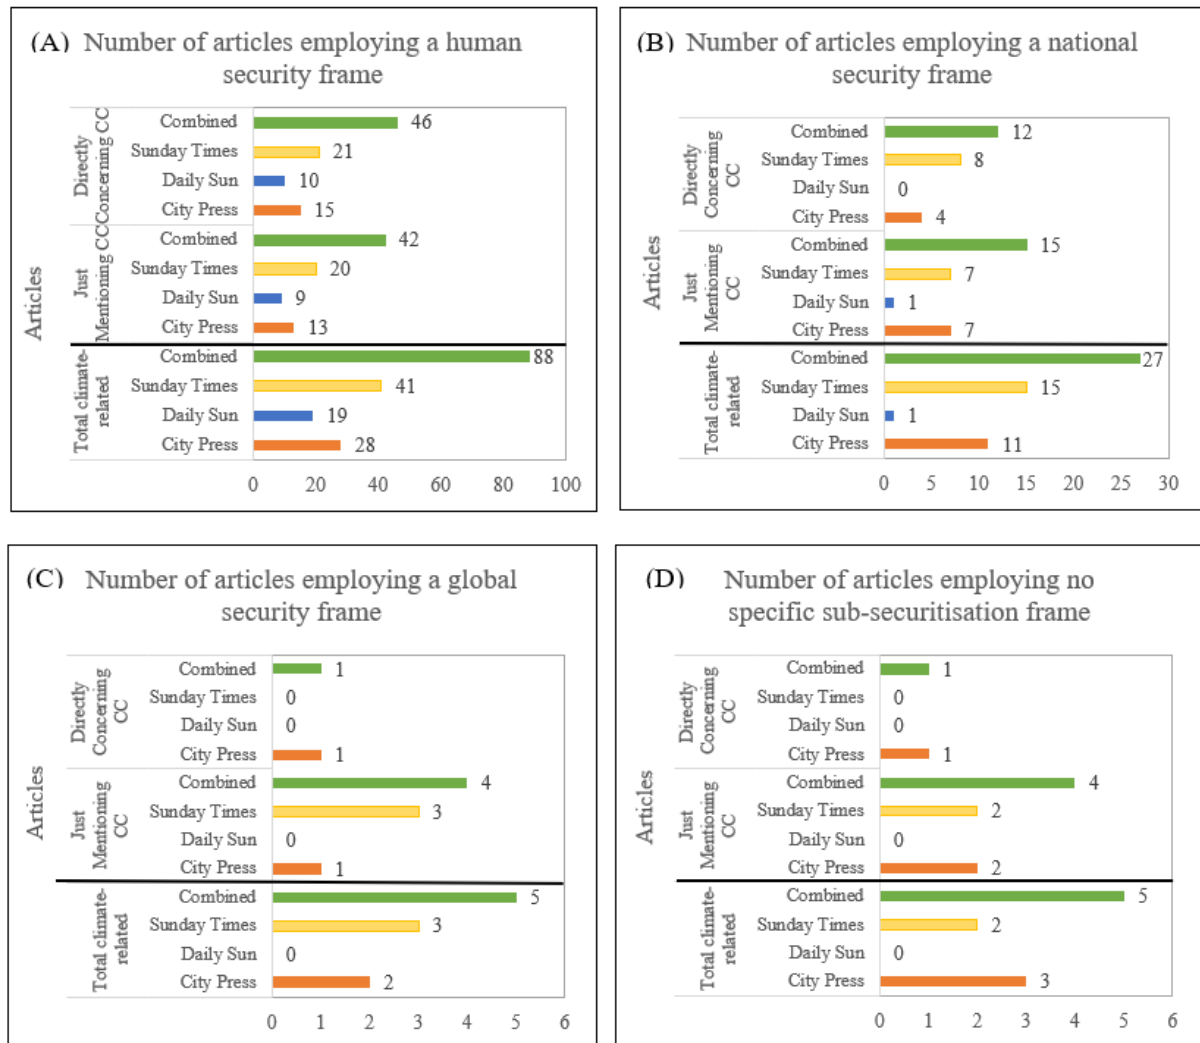 (A) Number of articles employing a human
security frame
Articles
Directly
Concerning CC
Combined 46
Sunday Times 21
Daily Sun 10
City Press 15
Just
Mentioning CC
Combined 42
Sunday Times 20
Daily Sun 9
City Press 13
Total climate-
related
Combined 88
Sunday Times 41
Daily Sun 19
City Press 28
0 20 40 60 80 100
(B) Number of articles employing a national
security frame
Articles
Directly
Concerning
CC
Combined 12
Sunday Times 8
Daily Sun 0
City Press 4
Just
Mentioning
CC
Combined 15
Sunday Times 7
Daily Sun 1
City Press 7
Total climate-
related
Combined 27
Sunday Times 15
Daily Sun 1
City Press 11
0 5 10 15 20 25 30
(C) Number of articles employing a global
security frame
Articles
Directly
Concerning
CC
Combined 1
Sunday Times 0
Daily Sun 0
City Press 1
Just
Mentioning
CC
Combined 4
Sunday Times 3
Daily Sun 0
City Press 1
Total climate-
related
Combined 5
Sunday Times 3
Daily Sun 0
City Press 2
0 1 2 3 4 5 6
(D) Number of articles employing no
specific sub-securitisation frame
Articles
Directly
Concerning
CC
Combined 1
Sunday Times 0
Daily Sun 0
City Press 1
Just
Mentioning
CC
Combined 4
Sunday Times 2
Daily Sun 0
City Press 2
Total climate-
related
Combined 5
Sunday Times 2
Daily Sun 0
City Press 3
0 1 2 3 4 5 6